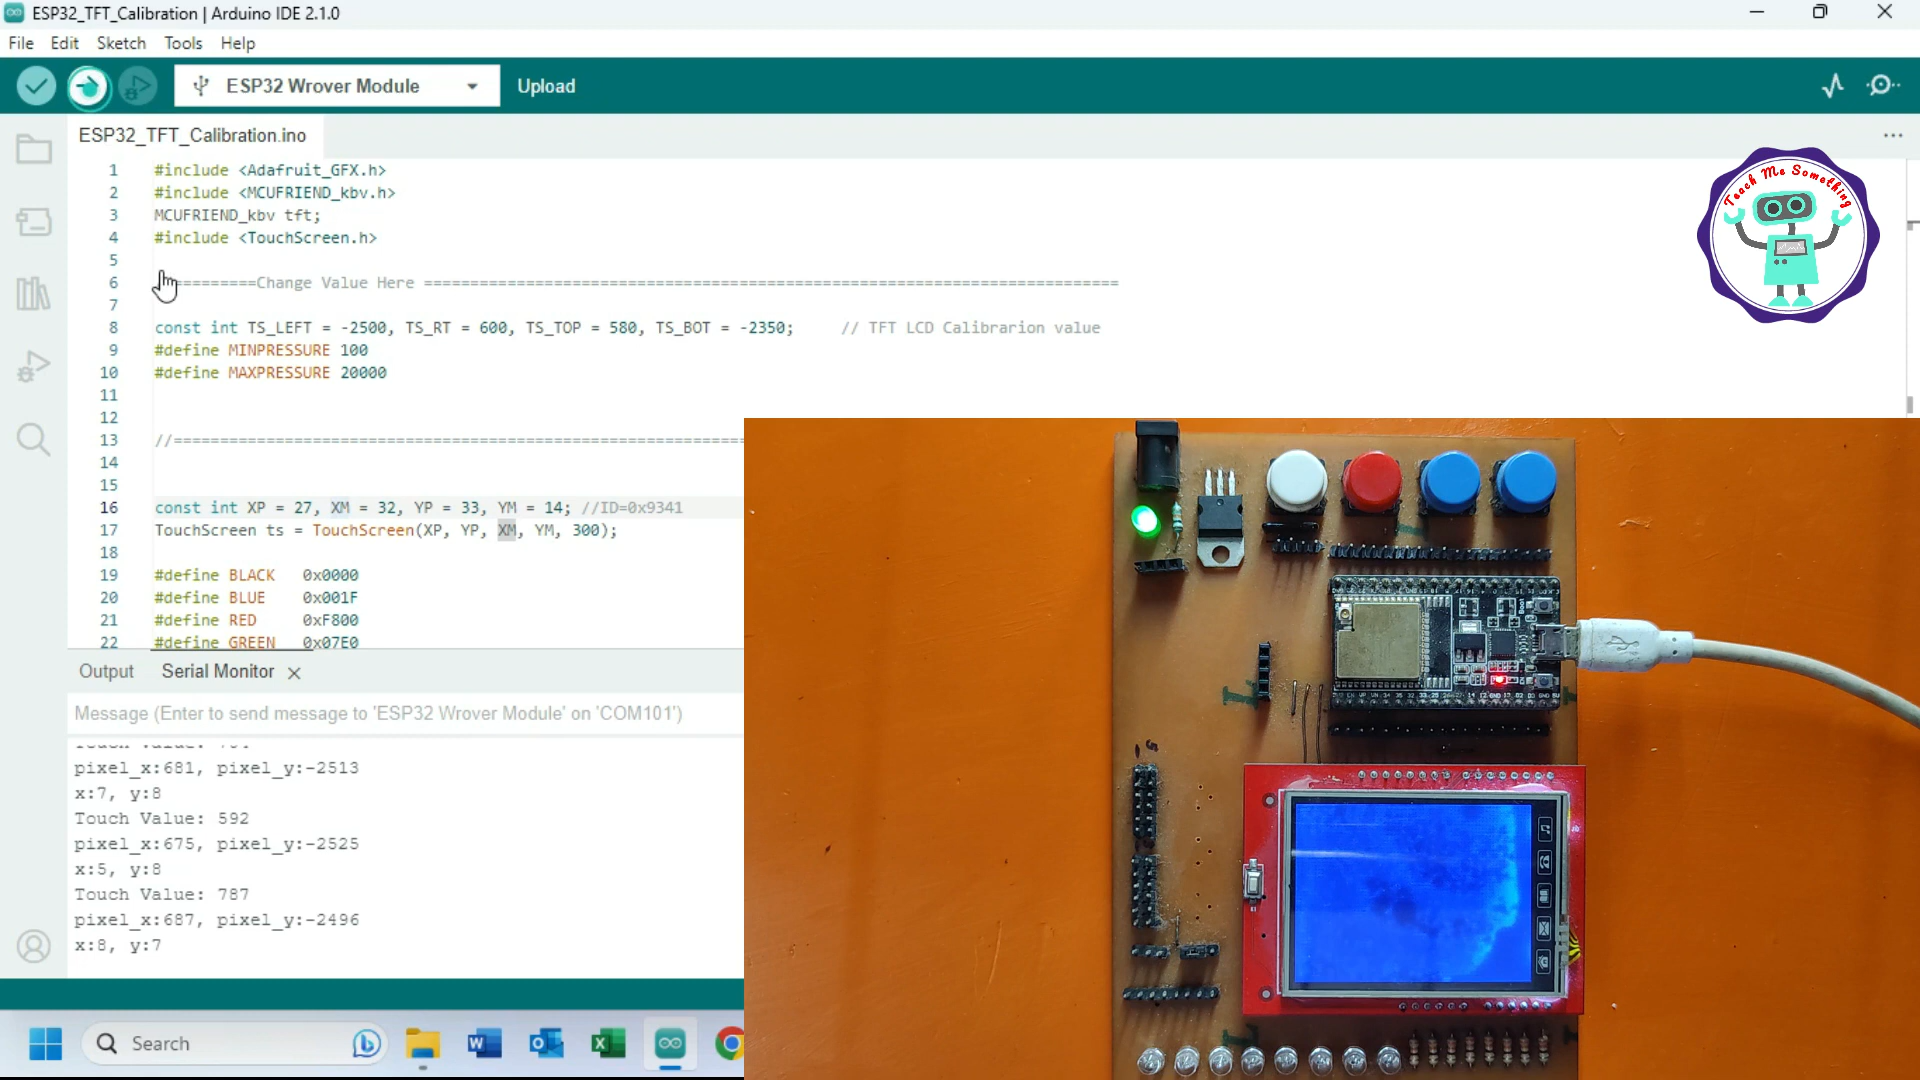 ESP32_TFT_Calibration | Arduino IDE 2.1.0
File Edit Sketch Tools Help
ESP32 Wrover Module
Upload
ESP32_TFT_Calibration.ino
Teach Me Something
1 #include <Adafruit_GFX.h>
2 #include <MCUFRIEND_kbv.h>
3 MCUFRIEND_kbv tft;
4 #include <TouchScreen.h>
5
6 =========Change Value Here ===========================================================================
7
8 const int TS_LEFT = -2500, TS_RT = 600, TS_TOP = 580, TS_BOT = -2350; // TFT LCD Calibrarion value
9 #define MINPRESSURE 100
10 #define MAXPRESSURE 20000
11
12
13 //==============================================================
14
15
16 const int XP = 27, XM = 32, YP = 33, YM = 14; //ID=0x9341
17 TouchScreen ts = TouchScreen(XP, YP, XM, YM, 300);
18
19 #define BLACK 0x0000
20 #define BLUE 0x001F
21 #define RED 0xF800
22 #define GREEN 0x07E0
Output Serial Monitor
Message (Enter to send message to 'ESP32 Wrover Module' on 'COM101')
pixel_x:681, pixel_y:-2513
x:7, y:8
Touch Value: 592
pixel_x:675, pixel_y:-2525
x:5, y:8
Touch Value: 787
pixel_x:687, pixel_y:-2496
x:8, y:7
Search